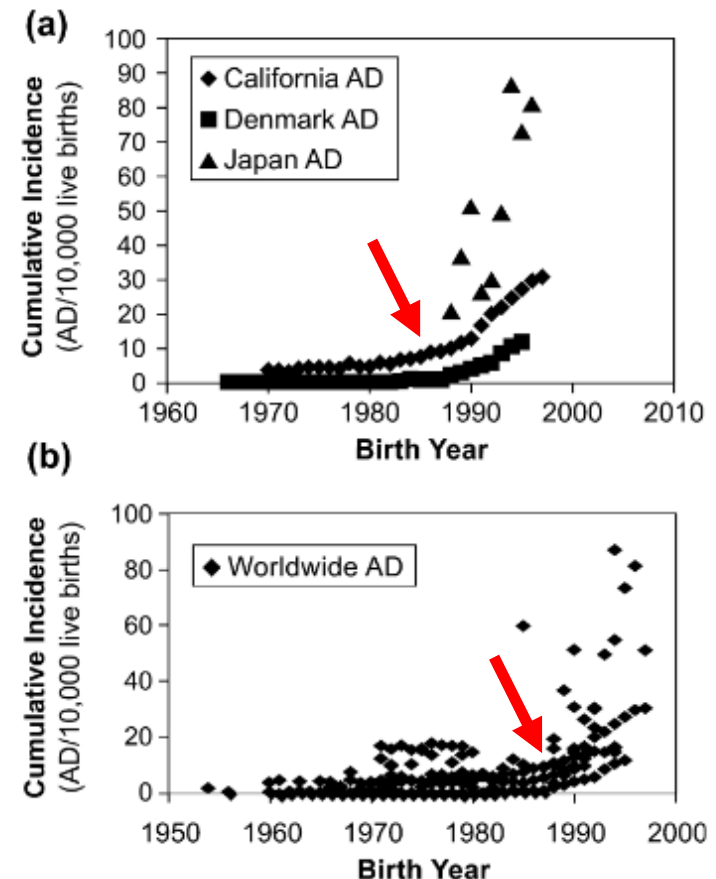 (a)
Cumulative Incidence
(AD/10,000 live births)
100
90
80
70
60
50
40
30
20
10
0
California AD
Denmark AD
Japan AD
1960 1970 1980 1990 2000 2010
Birth Year
(b)
Cumulative Incidence
(AD/10,000 live births)
100
80
60
40
20
0
Worldwide AD
1950 1960 1970 1980 1990 2000
Birth Year